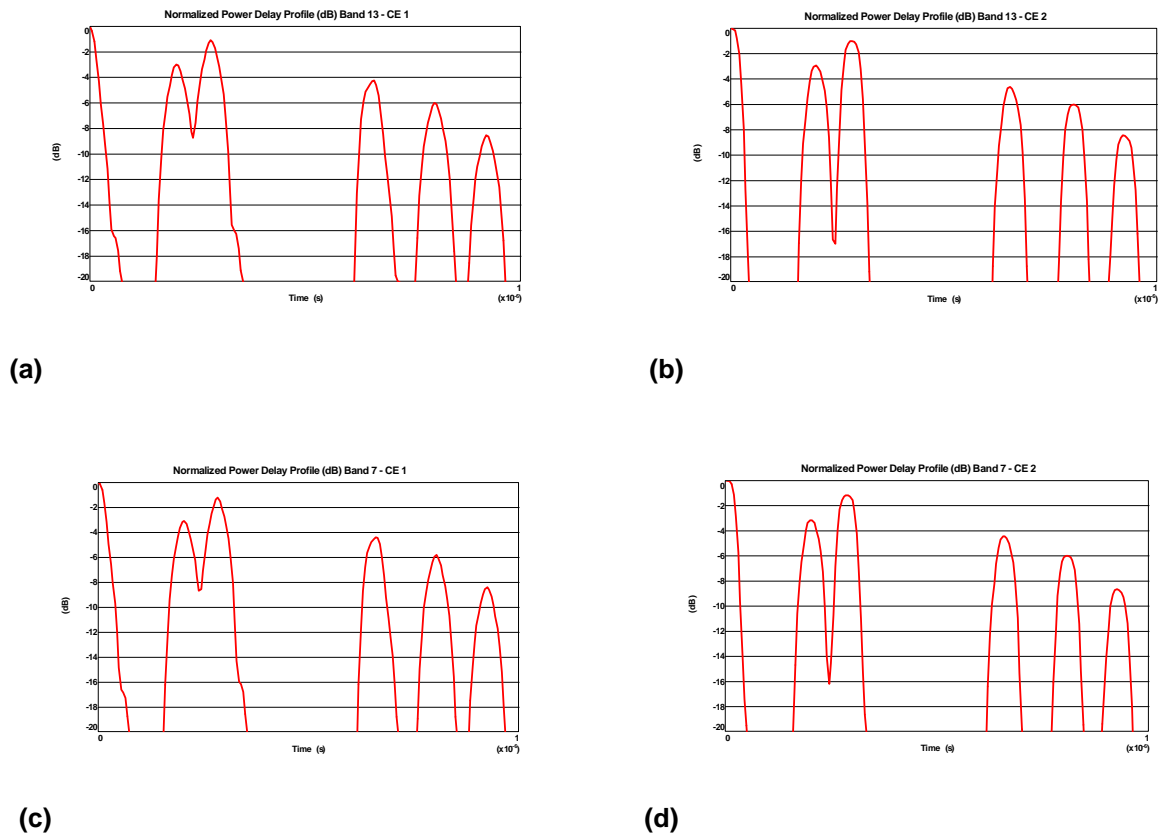 Normalized Power Delay Profile (dB) Band 13 - CE 1
0
-2
-4
-6
-8
-10
-12
-14
-16
-18
-20
(dB)
0
1
Time (s)
(x10⁻⁶)
(a)
Normalized Power Delay Profile (dB) Band 13 - CE 2
0
-2
-4
-6
-8
-10
-12
-14
-16
-18
-20
(dB)
0
1
Time (s)
(x10⁻⁶)
(b)
Normalized Power Delay Profile (dB) Band 7 - CE 1
0
-2
-4
-6
-8
-10
-12
-14
-16
-18
-20
(dB)
0
1
Time (s)
(x10⁻⁶)
(c)
Normalized Power Delay Profile (dB) Band 7 - CE 2
0
-2
-4
-6
-8
-10
-12
-14
-16
-18
-20
(dB)
0
1
Time (s)
(x10⁻⁶)
(d)